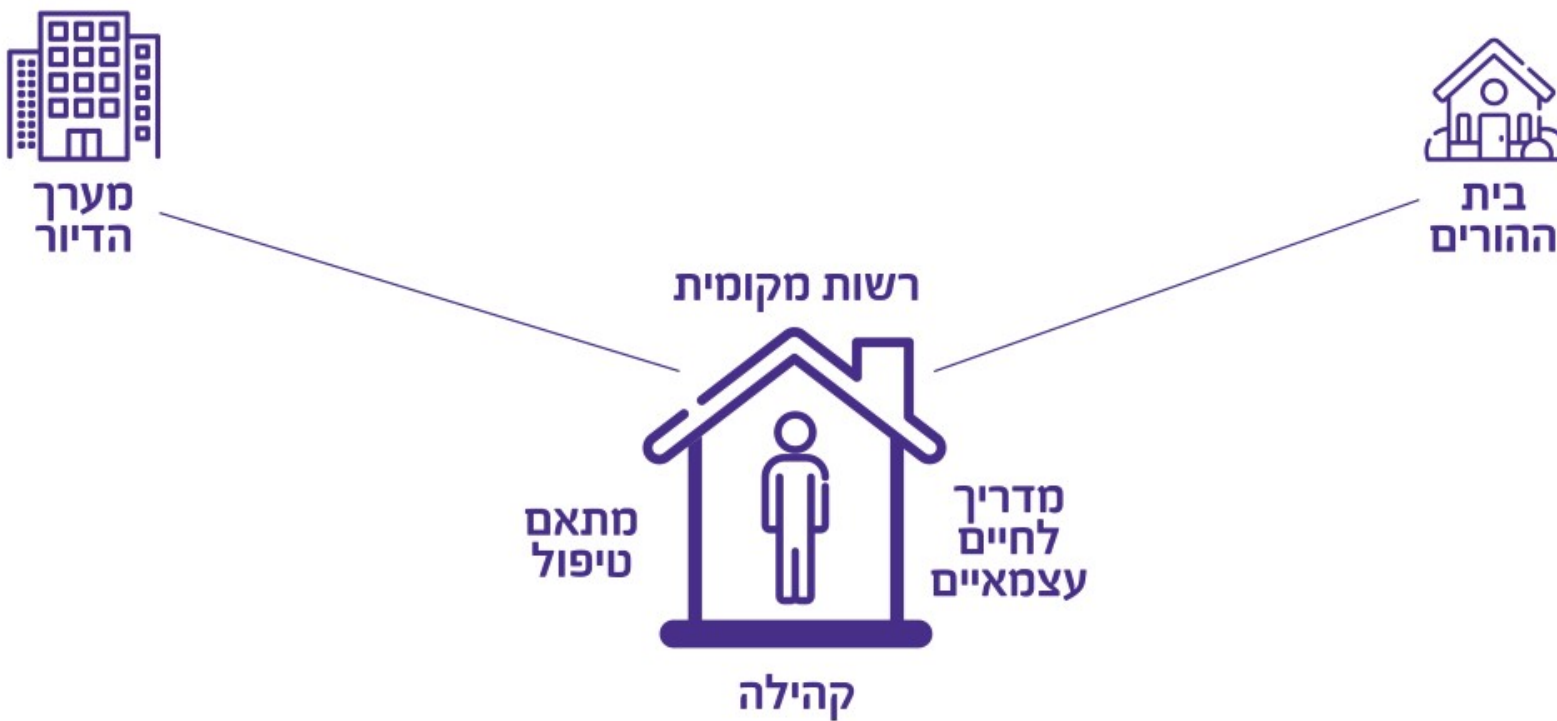 בית
ההורים
מערך
הדיור
רשות מקומית
מדריך
לחיים
עצמאיים
מתאם
טיפול
קהילה